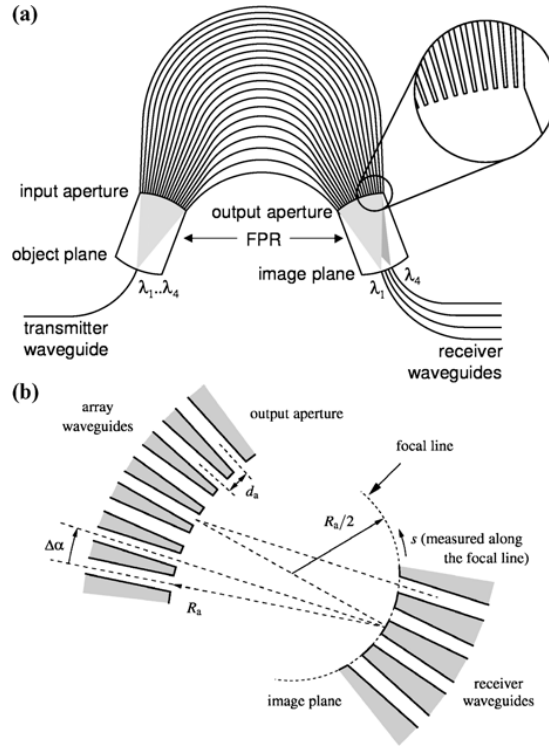 (a)
input aperture
output aperture
FPR
object plane
image plane
λ1..λ4
λ1
λ4
transmitter
waveguide
receiver
waveguides
(b)
array
waveguides
output aperture
focal line
da
Ra/2
s (measured along
the focal line)
Δα
Ra
image plane
receiver
waveguides